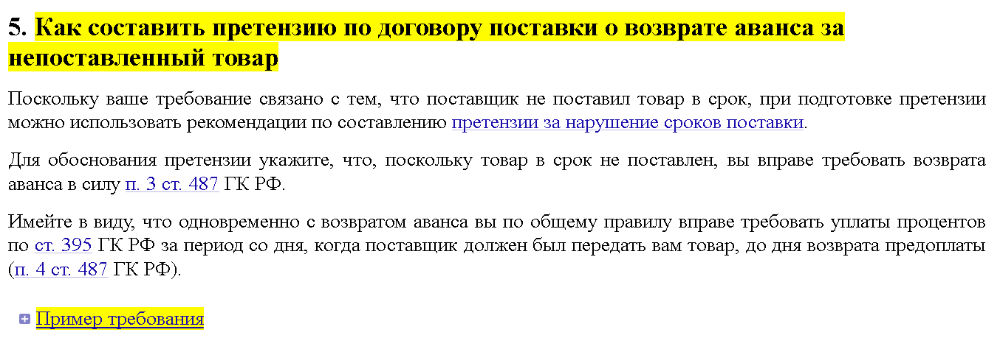 5. Как составить претензию по договору поставки о возврате аванса за
непоставленный товар
Поскольку ваше требование связано с тем, что поставщик не поставил товар в срок, при подготовке претензии
можно использовать рекомендации по составлению претензии за нарушение сроков поставки.
Для обоснования претензии укажите, что, поскольку товар в срок не поставлен, вы вправе требовать возврата
аванса в силу п. 3 ст. 487 ГК РФ.
Имейте в виду, что одновременно с возвратом аванса вы по общему правилу вправе требовать уплаты процентов
по ст. 395 ГК РФ за период со дня, когда поставщик должен был передать вам товар, до дня возврата предоплаты
(п. 4 ст. 487 ГК РФ).
Пример требования